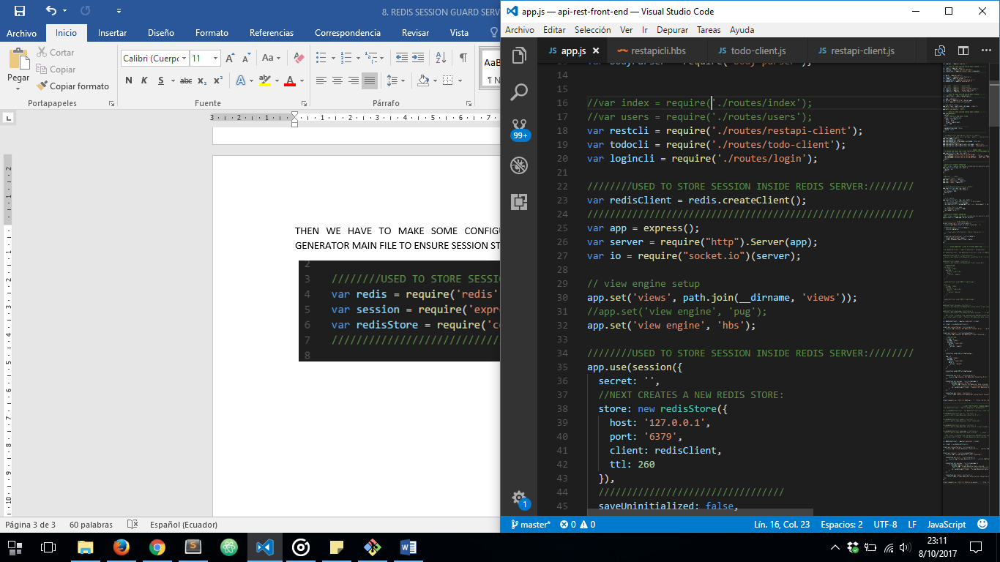 8. REDIS SESSION GUARD SERV
Archivo Inicio Insertar Diseño Formato Referencias Correspondencia Revisar Vista
Pegar
Cortar
Copiar
Copiar formato
Portapapeles
Calibri (Cuerpo 11
N K S abc x₂ x²
Fuente
Párrafo
AaB
¶ N
THEN WE HAVE TO MAKE SOME CONFIGU
GENERATOR MAIN FILE TO ENSURE SESSION ST
2
3 ////////USED TO STORE SESSIO
4 var redis = require('redis'
5 var session = require('expr
6 var redisStore = require('co
7 ///////////////////////////
8
Página 3 de 3 60 palabras Español (Ecuador)
app.js — api-rest-front-end — Visual Studio Code
Archivo Editar Selección Ver Ir Depurar Tareas Ayuda
JS app.js restapicli.hbs JS todo-client.js JS restapi-client.js
99+
1
14
15
16 //var index = require('./routes/index');
17 //var users = require('./routes/users');
18 var restcli = require('./routes/restapi-client');
19 var todocli = require('./routes/todo-client');
20 var logincli = require('./routes/login');
21
22 ////////USED TO STORE SESSION INSIDE REDIS SERVER:////////
23 var redisClient = redis.createClient();
24 //////////////////////////////////////////////////////////
25 var app = express();
26 var server = require("http").Server(app);
27 var io = require("socket.io")(server);
28
29 // view engine setup
30 app.set('views', path.join(__dirname, 'views'));
31 //app.set('view engine', 'pug');
32 app.set('view engine', 'hbs');
33
34 ////////USED TO STORE SESSION INSIDE REDIS SERVER:////////
35 app.use(session({
36 secret: '',
37 //NEXT CREATES A NEW REDIS STORE:
38 store: new redisStore({
39 host: '127.0.0.1',
40 port: '6379',
41 client: redisClient,
42 ttl: 260
43 }),
44 /////////////////////////////////
45 saveUninitialized: false,
master* 0 0 Lín. 16, Col. 23 Espacios: 2 UTF-8 LF JavaScript
23:11
8/10/2017